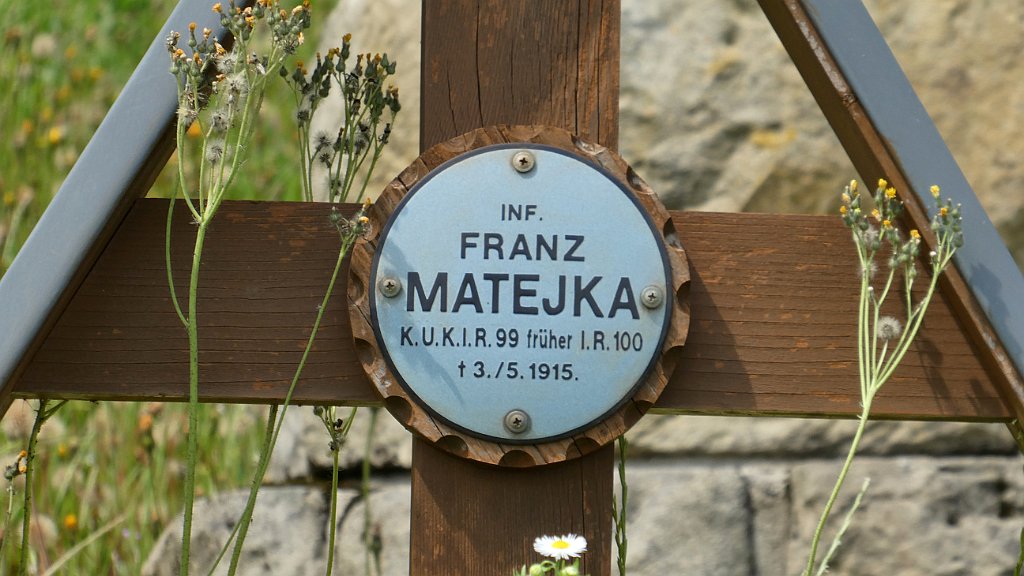 INF.
FRANZ
MATEJKA
K.U.K.I.R.99 früher I.R.100
† 3./5.1915.